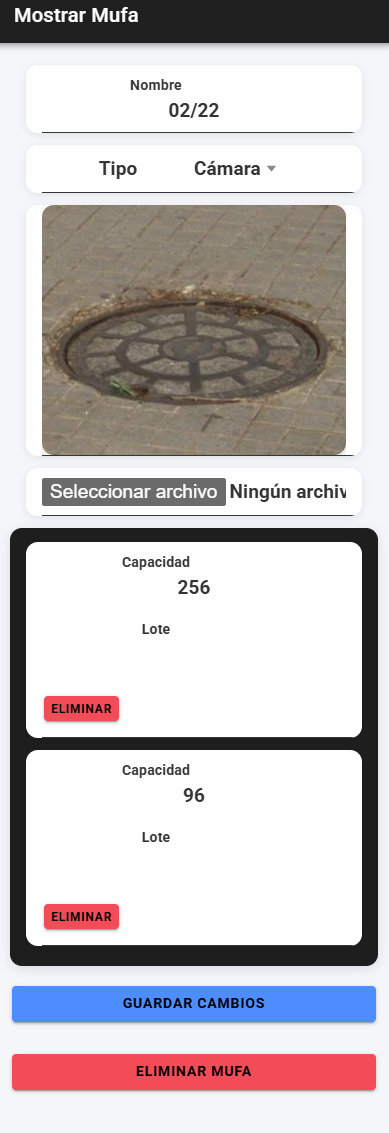 Mostrar Mufa
Nombre
02/22
Tipo Cámara
Seleccionar archivo Ningún archiv
Capacidad
256
Lote
ELIMINAR
Capacidad
96
Lote
ELIMINAR
GUARDAR CAMBIOS
ELIMINAR MUFA